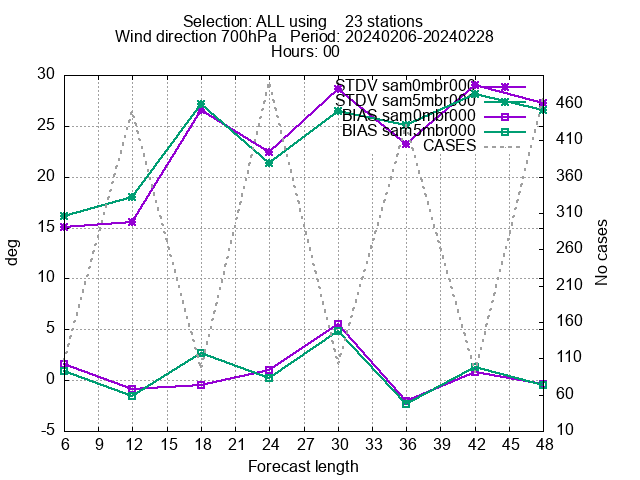 Selection: ALL using    23 stations
Wind direction 700hPa   Period: 20240206-20240228
Hours: 00
STDV sam0mbr000
STDV sam5mbr000
BIAS sam0mbr000
BIAS sam5mbr000
CASES
30
25
20
15
10
5
0
-5
deg
460
410
360
310
260
210
160
110
60
10
No cases
6 9 12 15 18 21 24 27 30 33 36 39 42 45 48
Forecast length